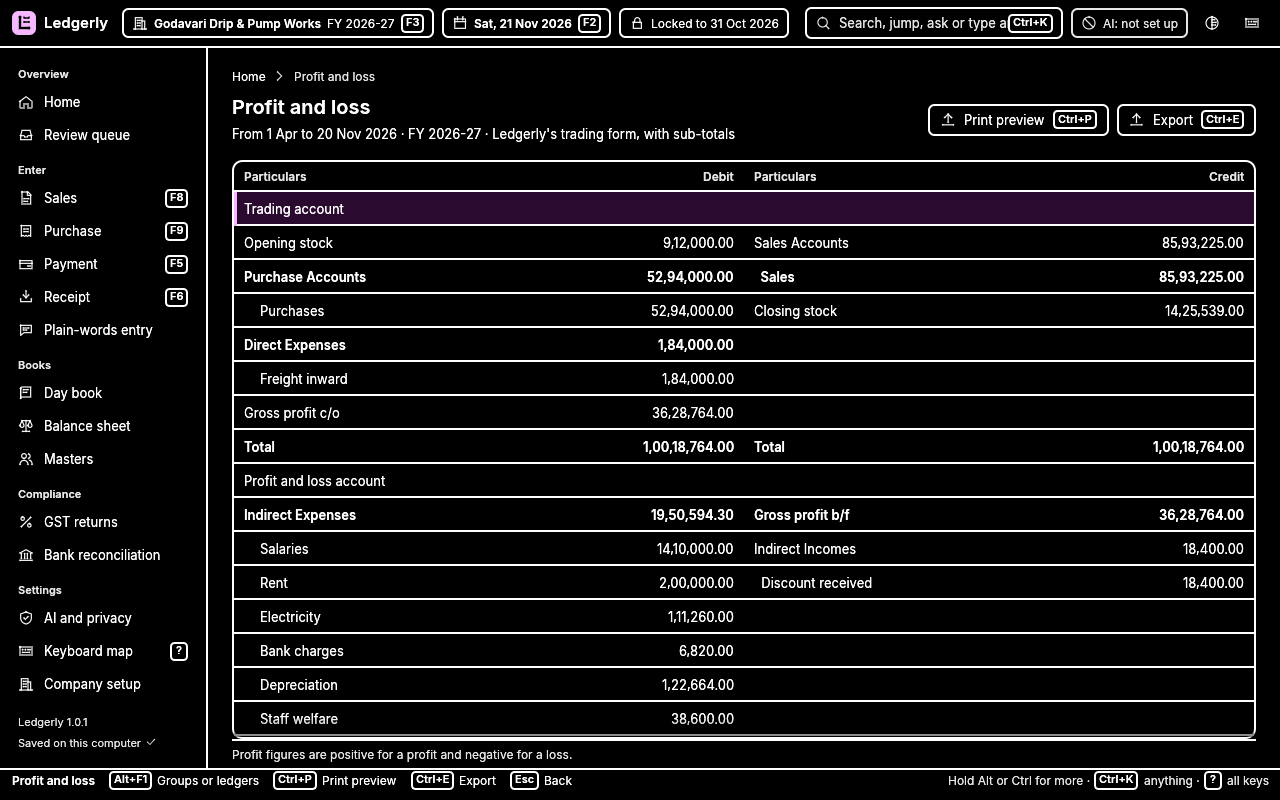 Ledgerly
Godavari Drip & Pump Works FY 2026-27 F3
Sat, 21 Nov 2026 F2
Locked to 31 Oct 2026
Search, jump, ask or type a Ctrl+K
AI: not set up
Overview
Home
Review queue
Enter
Sales F8
Purchase F9
Payment F5
Receipt F6
Plain-words entry
Books
Day book
Balance sheet
Masters
Compliance
GST returns
Bank reconciliation
Settings
AI and privacy
Keyboard map ?
Company setup
Ledgerly 1.0.1
Saved on this computer
Home > Profit and loss
Profit and loss
From 1 Apr to 20 Nov 2026 · FY 2026-27 · Ledgerly's trading form, with sub-totals
Print preview Ctrl+P
Export Ctrl+E
Particulars Debit Particulars Credit
Trading account
Opening stock 9,12,000.00 Sales Accounts 85,93,225.00
Purchase Accounts 52,94,000.00 Sales 85,93,225.00
Purchases 52,94,000.00 Closing stock 14,25,539.00
Direct Expenses 1,84,000.00
Freight inward 1,84,000.00
Gross profit c/o 36,28,764.00
Total 1,00,18,764.00 Total 1,00,18,764.00
Profit and loss account
Indirect Expenses 19,50,594.30 Gross profit b/f 36,28,764.00
Salaries 14,10,000.00 Indirect Incomes 18,400.00
Rent 2,00,000.00 Discount received 18,400.00
Electricity 1,11,260.00
Bank charges 6,820.00
Depreciation 1,22,664.00
Staff welfare 38,600.00
Profit figures are positive for a profit and negative for a loss.
Profit and loss Alt+F1 Groups or ledgers Ctrl+P Print preview Ctrl+E Export Esc Back
Hold Alt or Ctrl for more · Ctrl+K anything · ? all keys